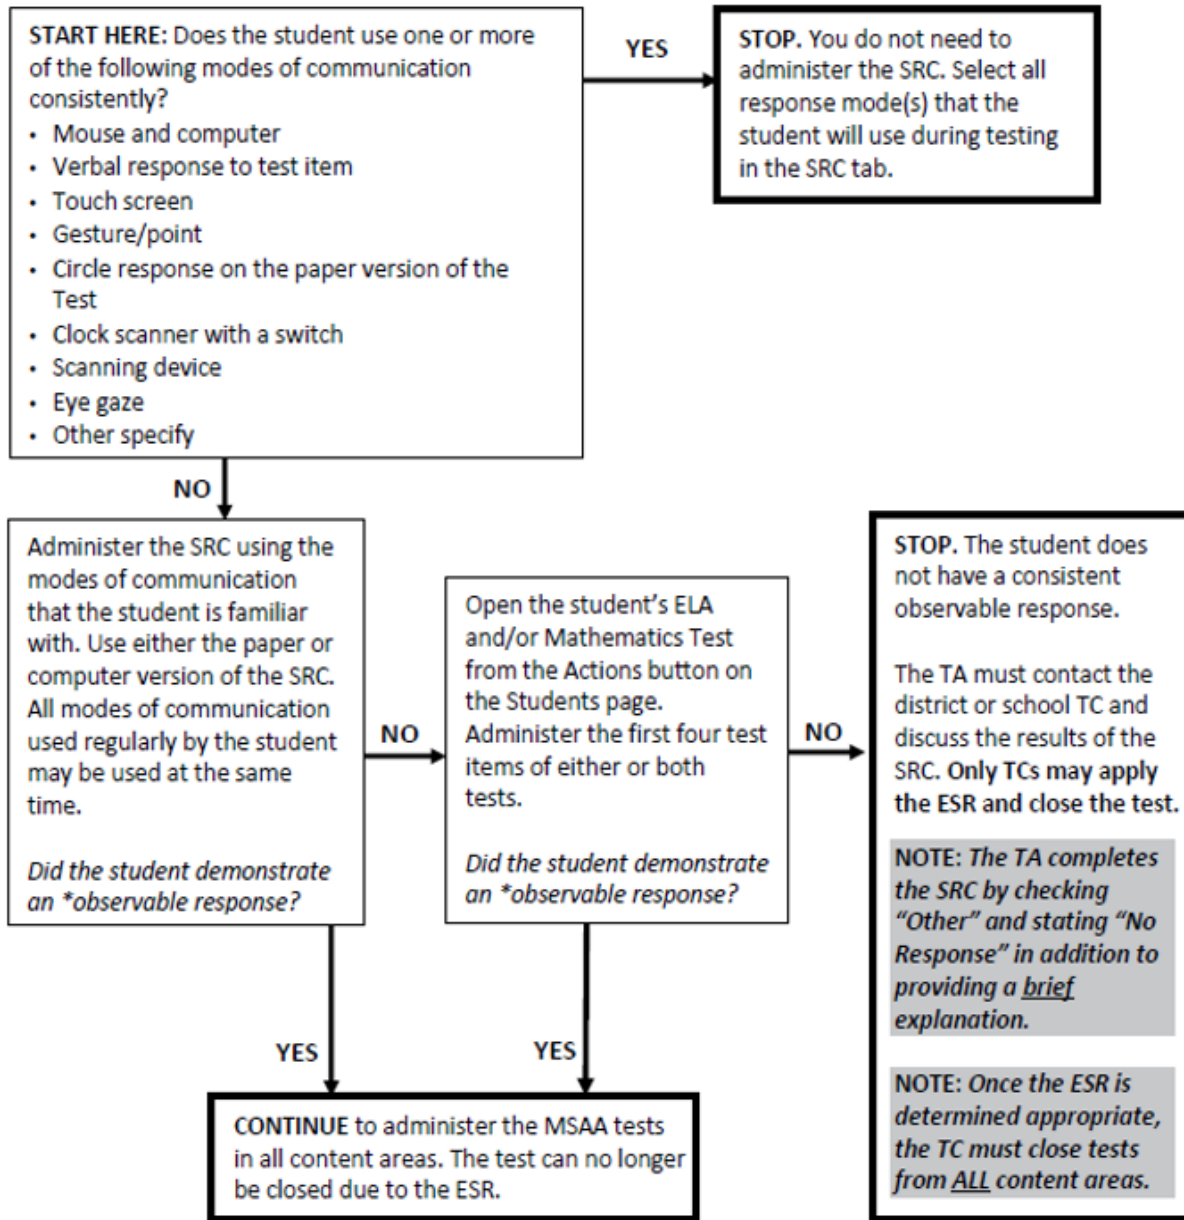 START HERE: Does the student use one or more
of the following modes of communication
consistently?
• Mouse and computer
• Verbal response to test item
• Touch screen
• Gesture/point
• Circle response on the paper version of the
Test
• Clock scanner with a switch
• Scanning device
• Eye gaze
• Other specify
YES
STOP. You do not need to
administer the SRC. Select all
response mode(s) that the
student will use during testing
in the SRC tab.
NO
Administer the SRC using the
modes of communication
that the student is familiar
with. Use either the paper or
computer version of the SRC.
All modes of communication
used regularly by the student
may be used at the same
time.
Did the student demonstrate
an *observable response?
NO
Open the student's ELA
and/or Mathematics Test
from the Actions button on
the Students page.
Administer the first four test
items of either or both
tests.
Did the student demonstrate
an *observable response?
NO
STOP. The student does
not have a consistent
observable response.
The TA must contact the
district or school TC and
discuss the results of the
SRC. Only TCs may apply
the ESR and close the test.
NOTE: The TA completes
the SRC by checking
“Other” and stating “No
Response” in addition to
providing a brief
explanation.
NOTE: Once the ESR is
determined appropriate,
the TC must close tests
from ALL content areas.
YES
YES
CONTINUE to administer the MSAA tests
in all content areas. The test can no longer
be closed due to the ESR.